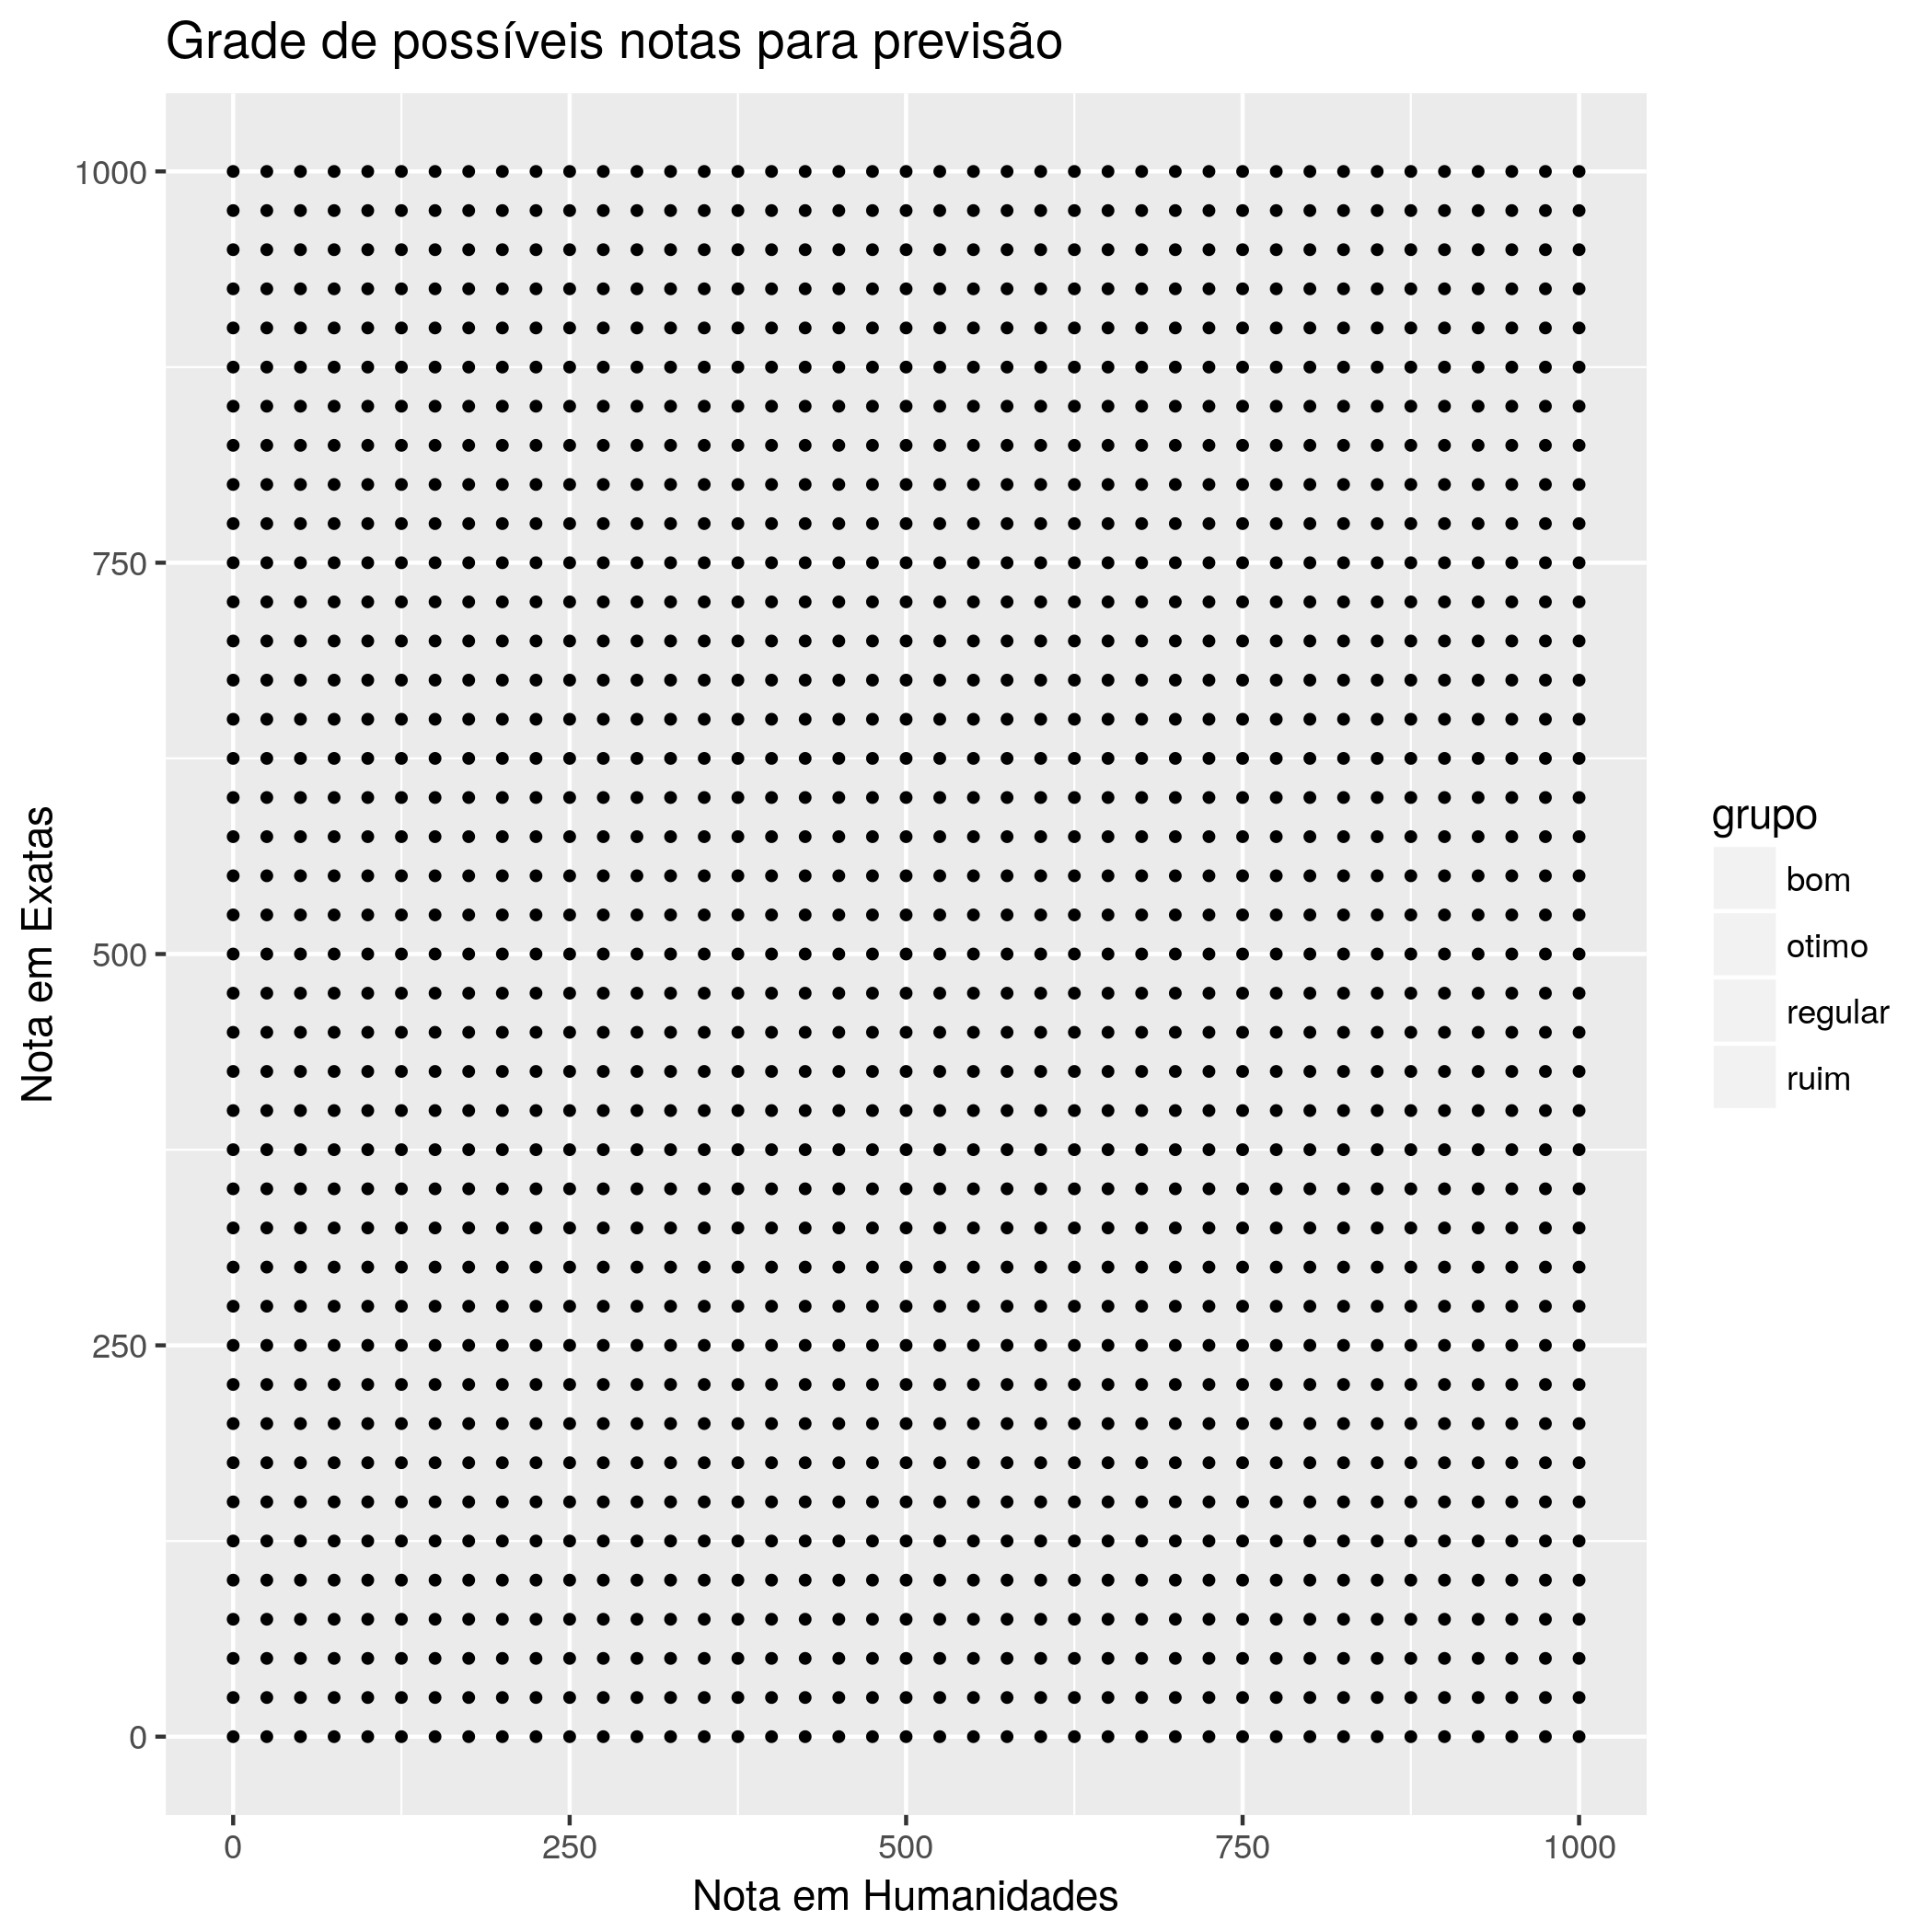 Grade de possíveis notas para previsão
1000
750
500
250
0
Nota em Exatas
0 250 500 750 1000
Nota em Humanidades
grupo
bom
otimo
regular
ruim